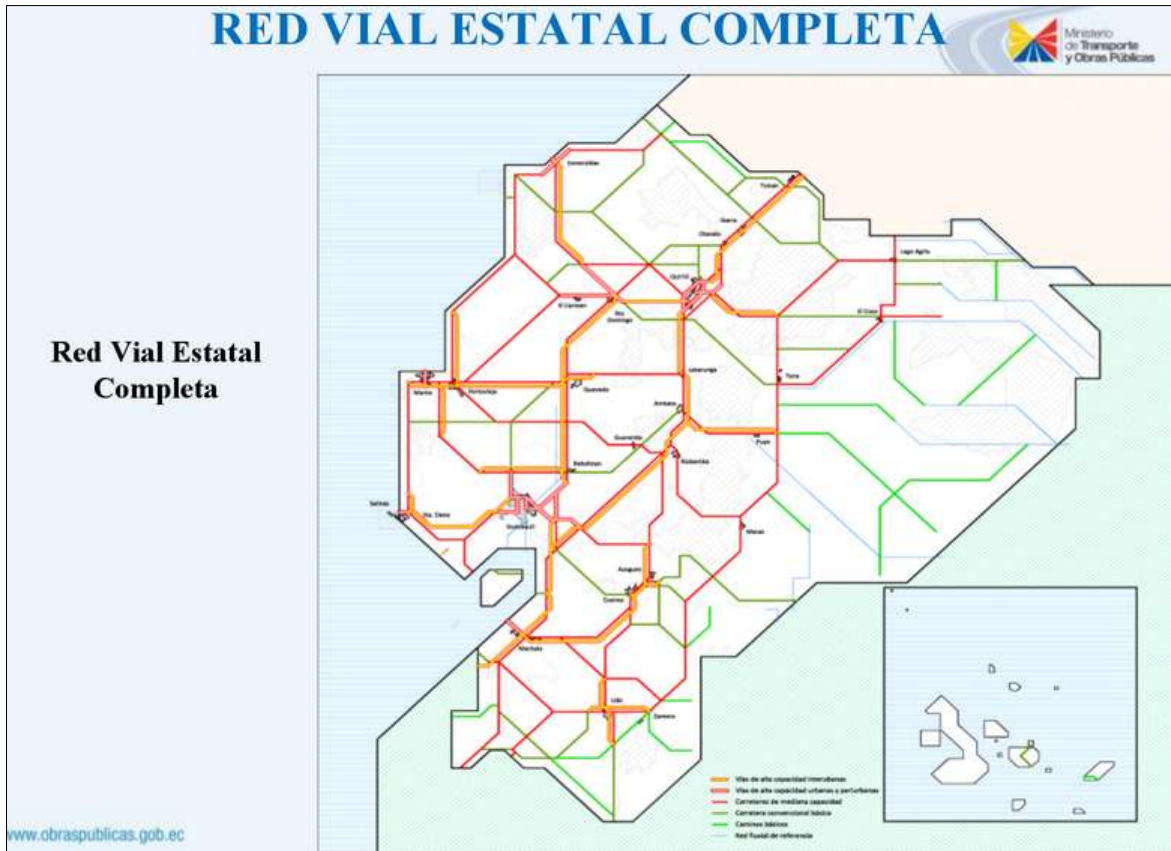 RED VIAL ESTATAL COMPLETA
Ministerio
de Transporte
y Obras Públicas
Red Vial Estatal
Completa
Esmeraldas
Tulcan
Ibarra
Otavalo
QUITO
Lago Agrio
El Carmen
Sto.
Domingo
El Coca
Latacunga
Tena
Manta
Portoviejo
Quevedo
Ambato
Guaranda
Puyo
Riobamba
Babahoyo
Salinas
Sta. Elena
Guayaquil
Macas
Azogues
Cuenca
Machala
Loja
Zamora
Vías de alta capacidad interurbanas
Vías de alta capacidad urbanas y periurbanas
Carreteras de mediana capacidad
Carretera convencional básica
Caminos básicos
Red fluvial de referencia
www.obraspublicas.gob.ec